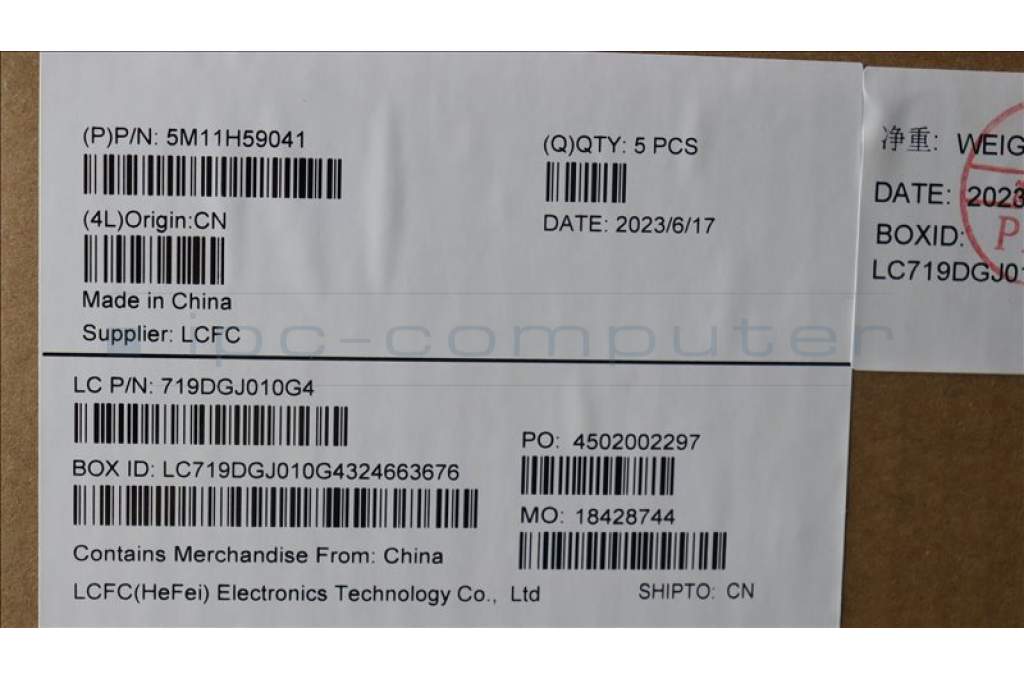 (P)P/N: 5M11H59041
(4L)Origin:CN
Made in China
Supplier: LCFC
(Q)QTY: 5 PCS
DATE: 2023/6/17
ipc-computer
LC P/N: 719DGJ010G4
BOX ID: LC719DGJ010G4324663676
Contains Merchandise From: China
LCFC(HeFei) Electronics Technology Co., Ltd
PO: 4502002297
MO: 18428744
SHIPTO: CN
净重: WEIG
DATE: 2023
BOXID:
LC719DGJ01